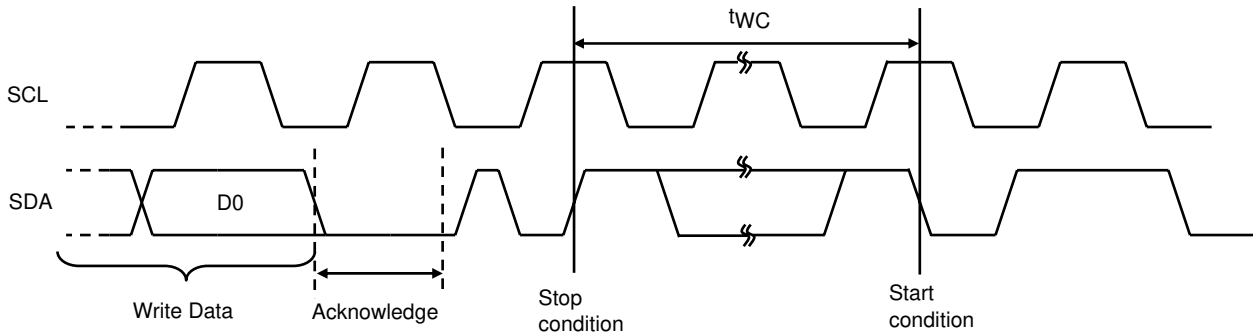 tWC
SCL
SDA
D0
Write Data
Acknowledge
Stop
condition
Start
condition